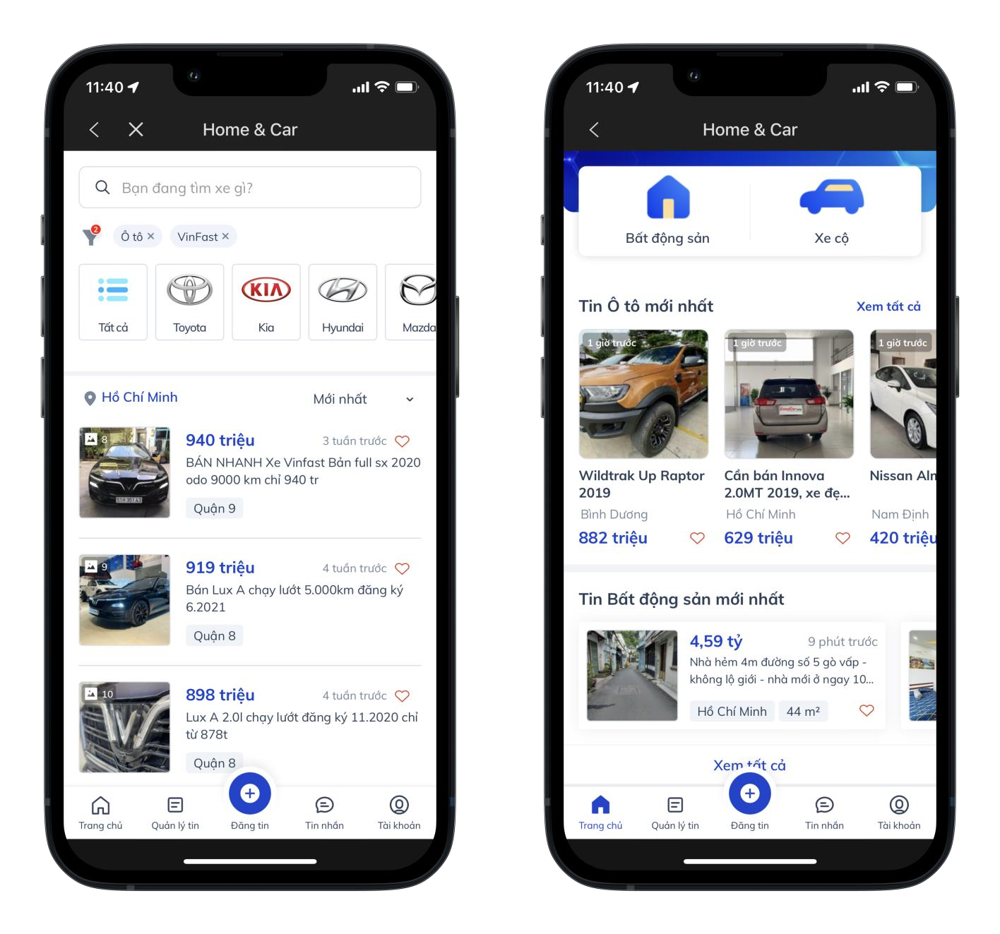 11:40
Home & Car
Bạn đang tìm xe gì?
2
Ô tô ×
VinFast ×
KIA
Tất cả
Toyota
Kia
Hyundai
Mazda
Hồ Chí Minh
Mới nhất
8
940 triệu
3 tuần trước
BÁN NHANH Xe Vinfast Bản full sx 2020
odo 9000 km chỉ 940 tr
Quận 9
9
919 triệu
4 tuần trước
Bán Lux A chạy lướt 5.000km đăng ký
6.2021
Quận 8
10
898 triệu
4 tuần trước
Lux A 2.0l chạy lướt đăng ký 11.2020 chỉ
từ 878t
Quận 8
Trang chủ
Quản lý tin
Đăng tin
Tin nhắn
Tài khoản
11:40
Home & Car
Bất động sản
Xe cộ
Tin Ô tô mới nhất
Xem tất cả
1 giờ trước
1 giờ trước
1 giờ trước
Wildtrak Up Raptor
2019
Bình Dương
882 triệu
Cần bán Innova
2.0MT 2019, xe đẹ...
Hồ Chí Minh
629 triệu
Nissan Aln
Nam Định
420 triệu
Tin Bất động sản mới nhất
4,59 tỷ
9 phút trước
Nhà hẻm 4m đường số 5 gò vấp -
không lộ giới - nhà mới ở ngay 10...
Hồ Chí Minh
44 m²
Xem tất cả
Trang chủ
Quản lý tin
Đăng tin
Tin nhắn
Tài khoản